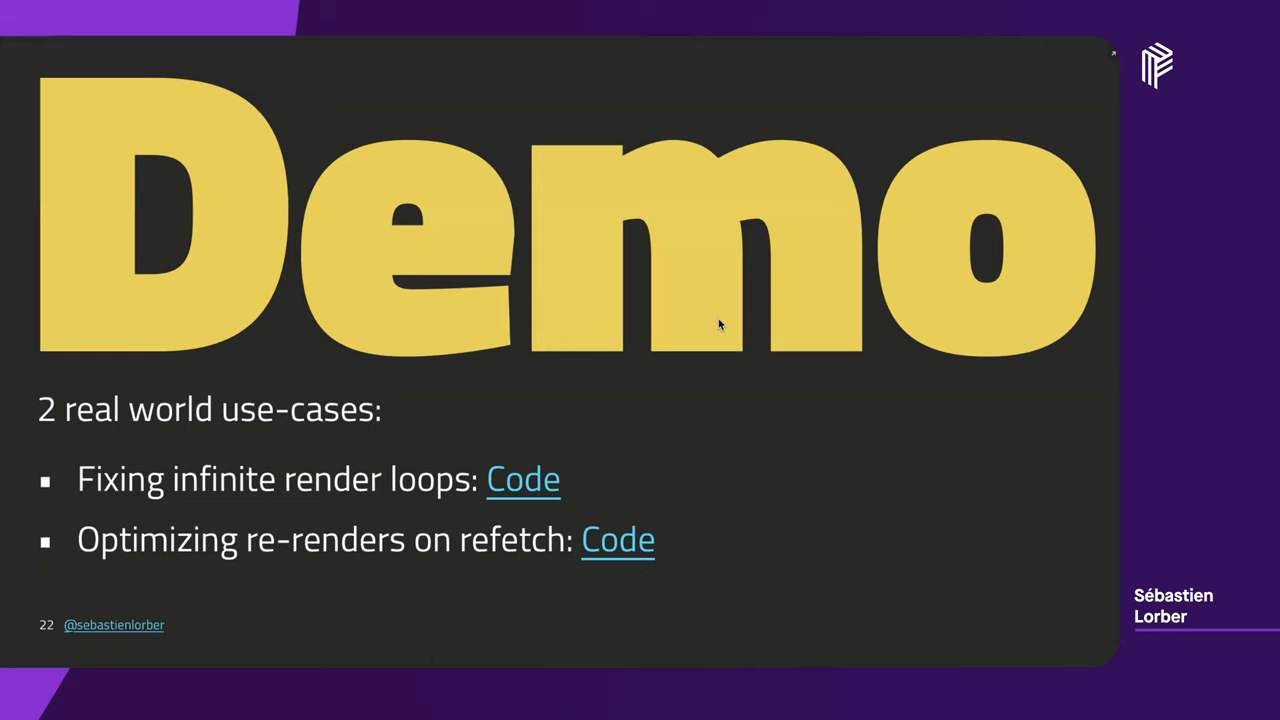 Demo
2 real world use-cases:
▪ Fixing infinite render loops: Code
▪ Optimizing re-renders on refetch: Code
22 @sebastienlorber
Sébastien
Lorber